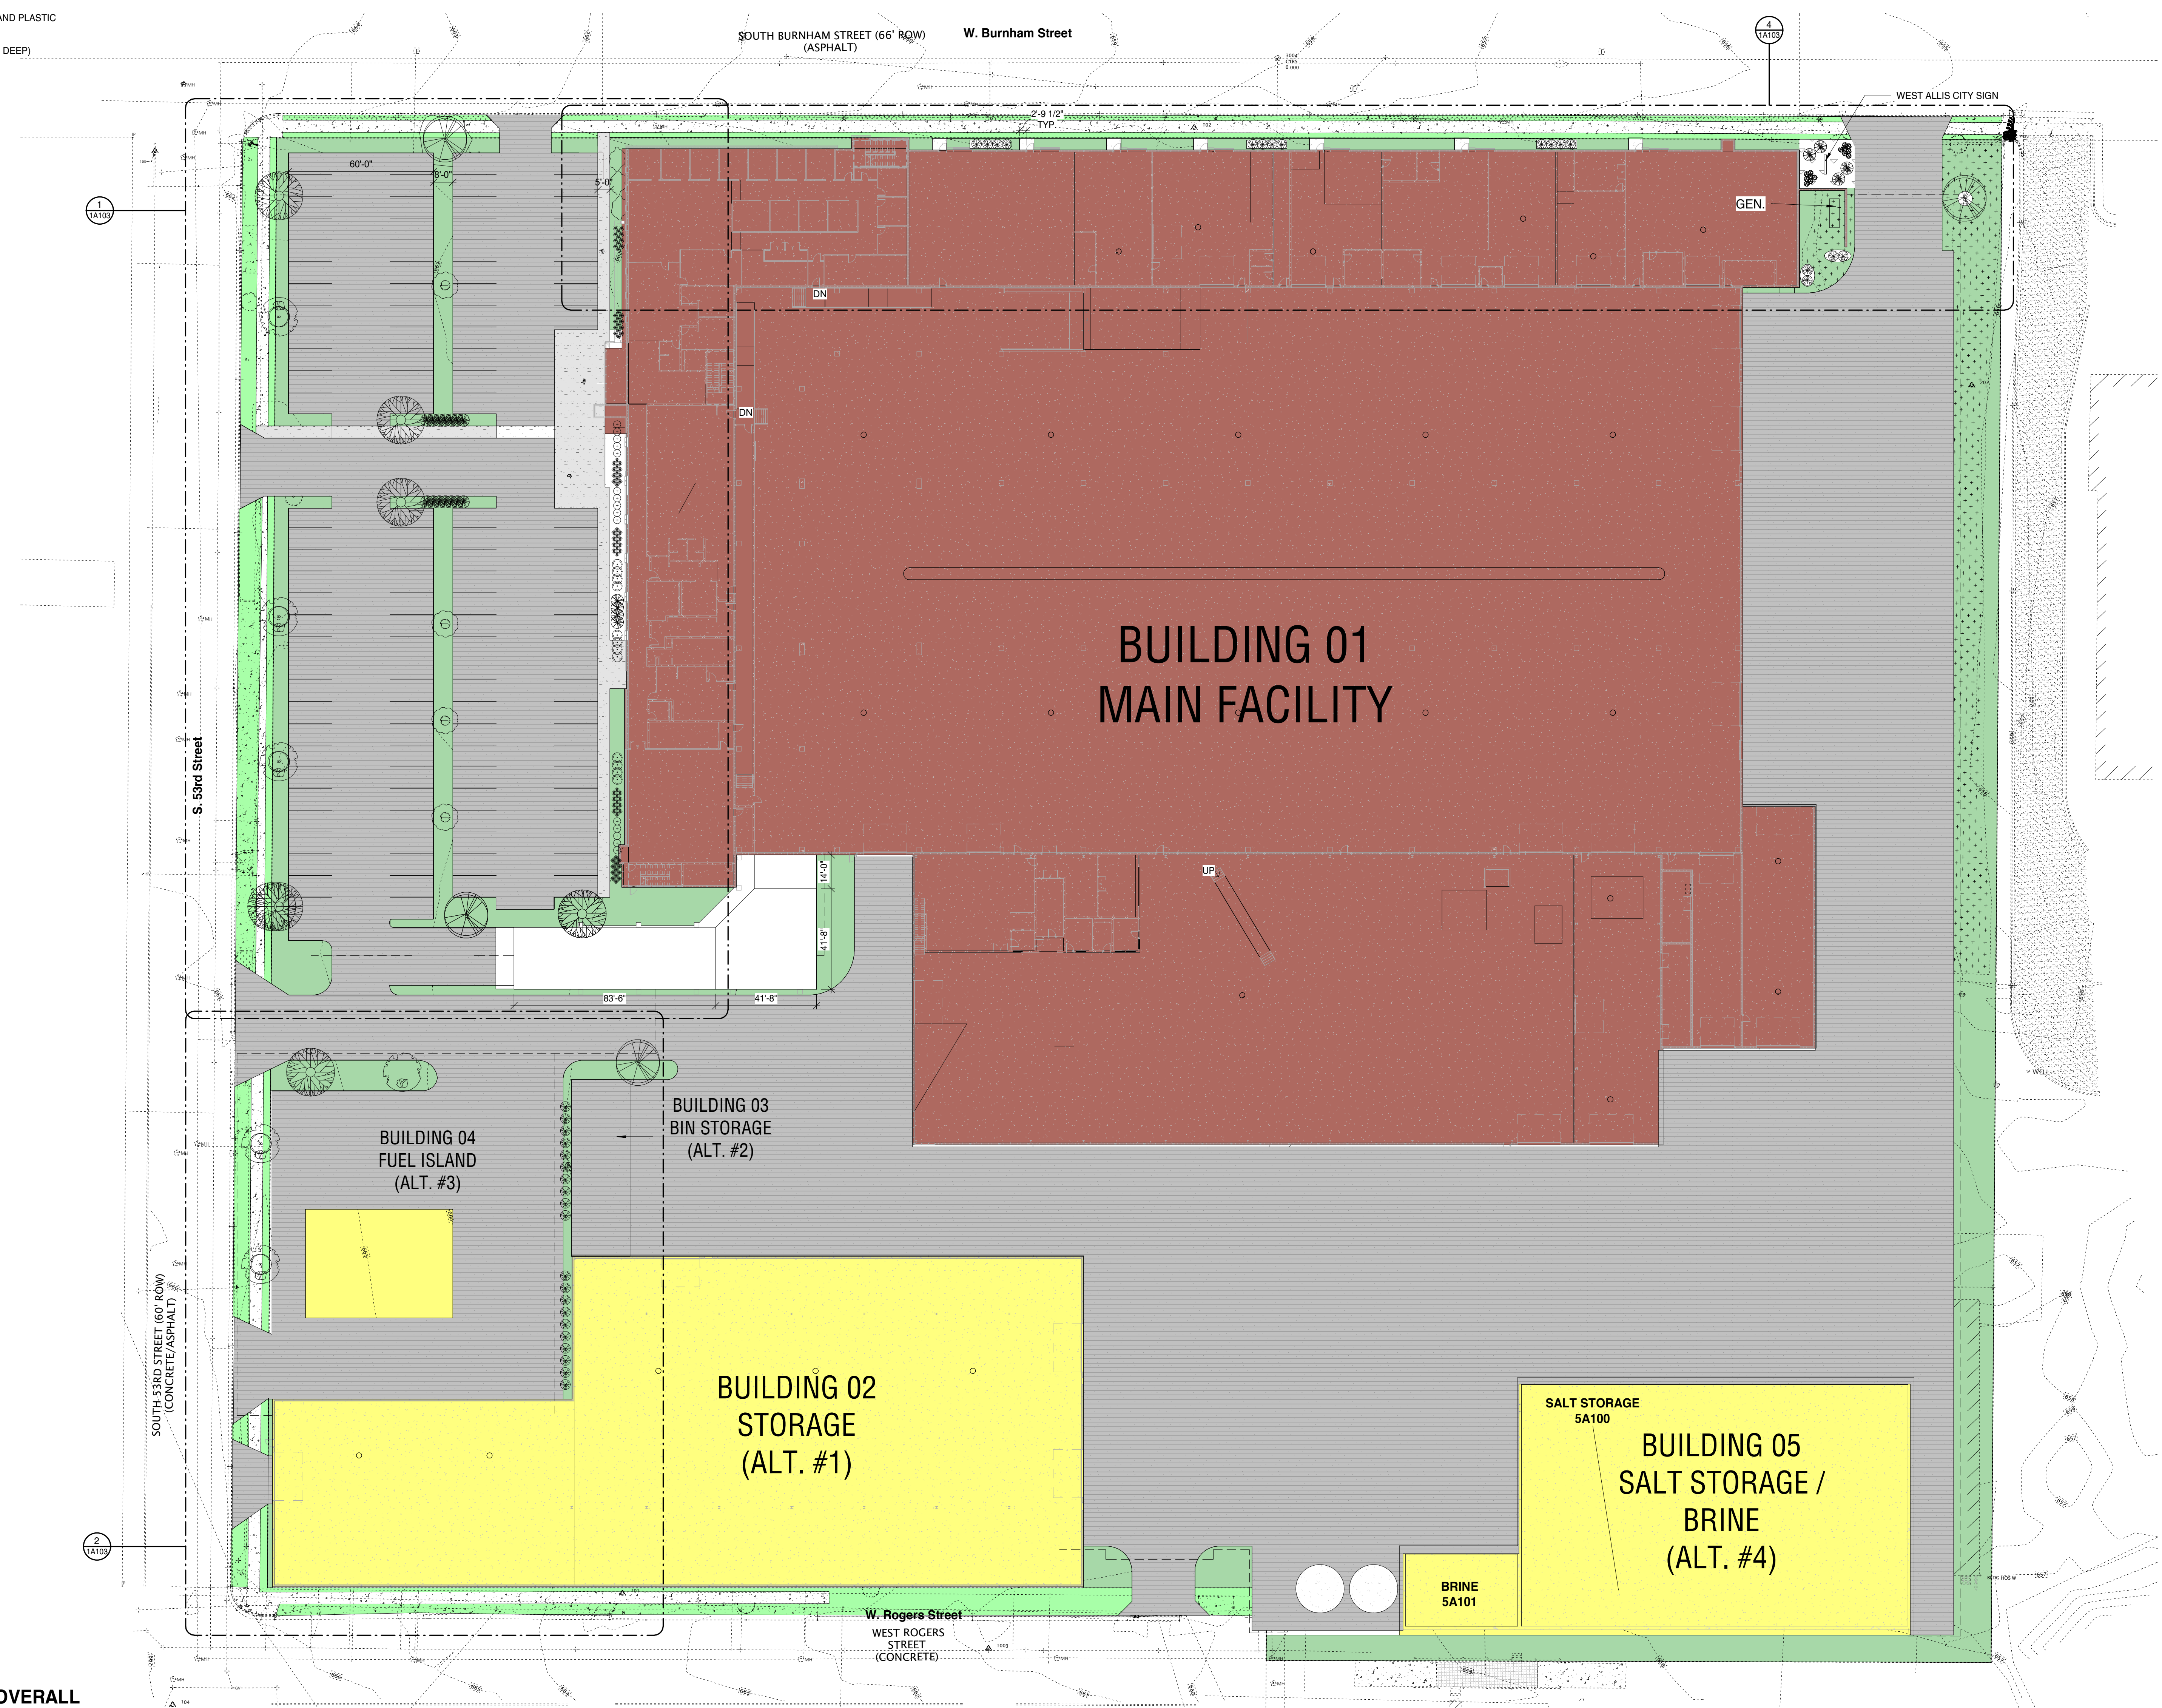 AND PLASTIC
DEEP)
SOUTH BURNHAM STREET (66' ROW)
(ASPHALT)
W. Burnham Street
4
1A103
WEST ALLIS CITY SIGN
2'-9 1/2"
TYP.
60'-0"
8'-0"
5'-0"
1
1A103
GEN.
DN
DN
BUILDING 01
MAIN FACILITY
S. 53rd Street
UP
14'-0"
41'-8"
83'-6"
41'-8"
WELL
BUILDING 03
BIN STORAGE
(ALT. #2)
BUILDING 04
FUEL ISLAND
(ALT. #3)
SOUTH 53RD STREET (60' ROW)
(CONCRETE/ASPHALT)
BUILDING 02
STORAGE
(ALT. #1)
SALT STORAGE
5A100
BUILDING 05
SALT STORAGE /
BRINE
(ALT. #4)
BRINE
5A101
2
1A103
W. Rogers Street
WEST ROGERS
STREET
(CONCRETE)
1003
104
OVERALL